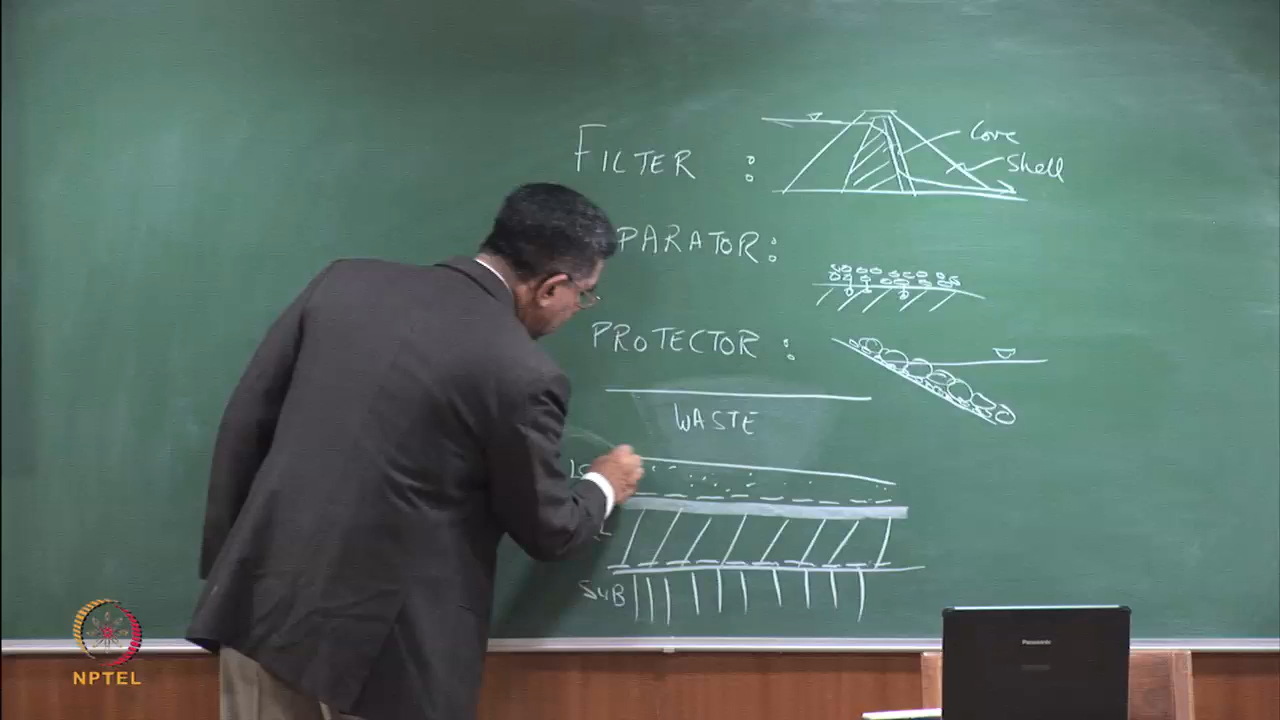 FILTER :
Core
Shell
PARATOR:
PROTECTOR :
WASTE
SUB
NPTEL
Panasonic